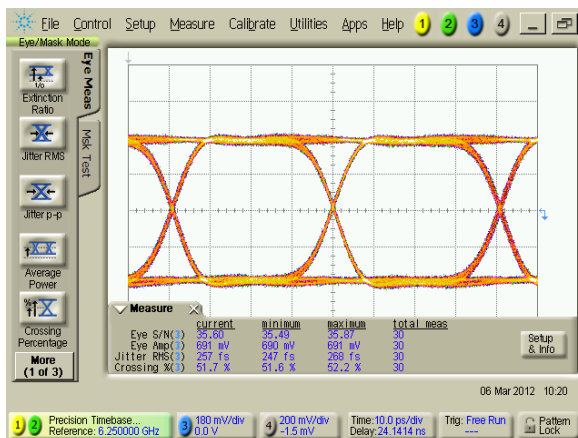 File Control Setup Measure Calibrate Utilities Apps Help 1 2 3 4
Eye/Mask Mode
Eye Meas
Msk Test
1/0
Extinction
Ratio
Jitter RMS
Jitter p-p
Average
Power
%
Crossing
Percentage
More
(1 of 3)
Measure
current minimum maximum total meas
Eye S/N(3) 35.60 35.49 35.87 30
Eye Amp(3) 691 mV 690 mV 691 mV 30
Jitter RMS(3) 257 fs 247 fs 268 fs 30
Crossing %(3) 51.7 % 51.6 % 52.2 % 30
Setup
& Info
06 Mar 2012 10:20
1 2 Precision Timebase...
Reference: 6.250000 GHz
3 180 mV/div
0.0 V
4 200 mV/div
-1.5 mV
Time:10.0 ps/div
Delay:24.1414 ns
Trig: Free Run
---
Pattern
Lock